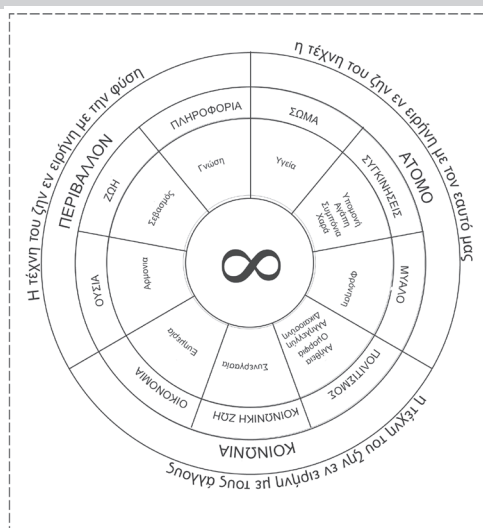 η τέχνη του ζην εν ειρήνη με τον εαυτό μας
ΑΤΟΜΟ
ΣΩΜΑ
Υγεία
ΣΥΓΚΙΝΗΣΕΙΣ
Υπομονή
Αγάπη
Συμπόνια
Χαρά
ΜΥΑΛΟ
Φρόνηση
η τέχνη του ζην εν ειρήνη με τους άλλους
ΚΟΙΝΩΝΙΑ
ΠΟΛΙΤΙΣΜΟΣ
Αλήθεια
Ομορφιά
Αλληλεγγύη
Δικαιοσύνη
ΚΟΙΝΩΝΙΚΗ ΖΩΗ
Συνεργασία
ΟΙΚΟΝΟΜΙΑ
Ευημερία
Η τέχνη του ζην εν ειρήνη με την φύση
ΠΕΡΙΒΑΛΛΟΝ
ΟΥΣΙΑ
Αρμονια
ΖΩΗ
Σεβασμός
ΠΛΗΡΟΦΟΡΙΑ
Γνώση
∞